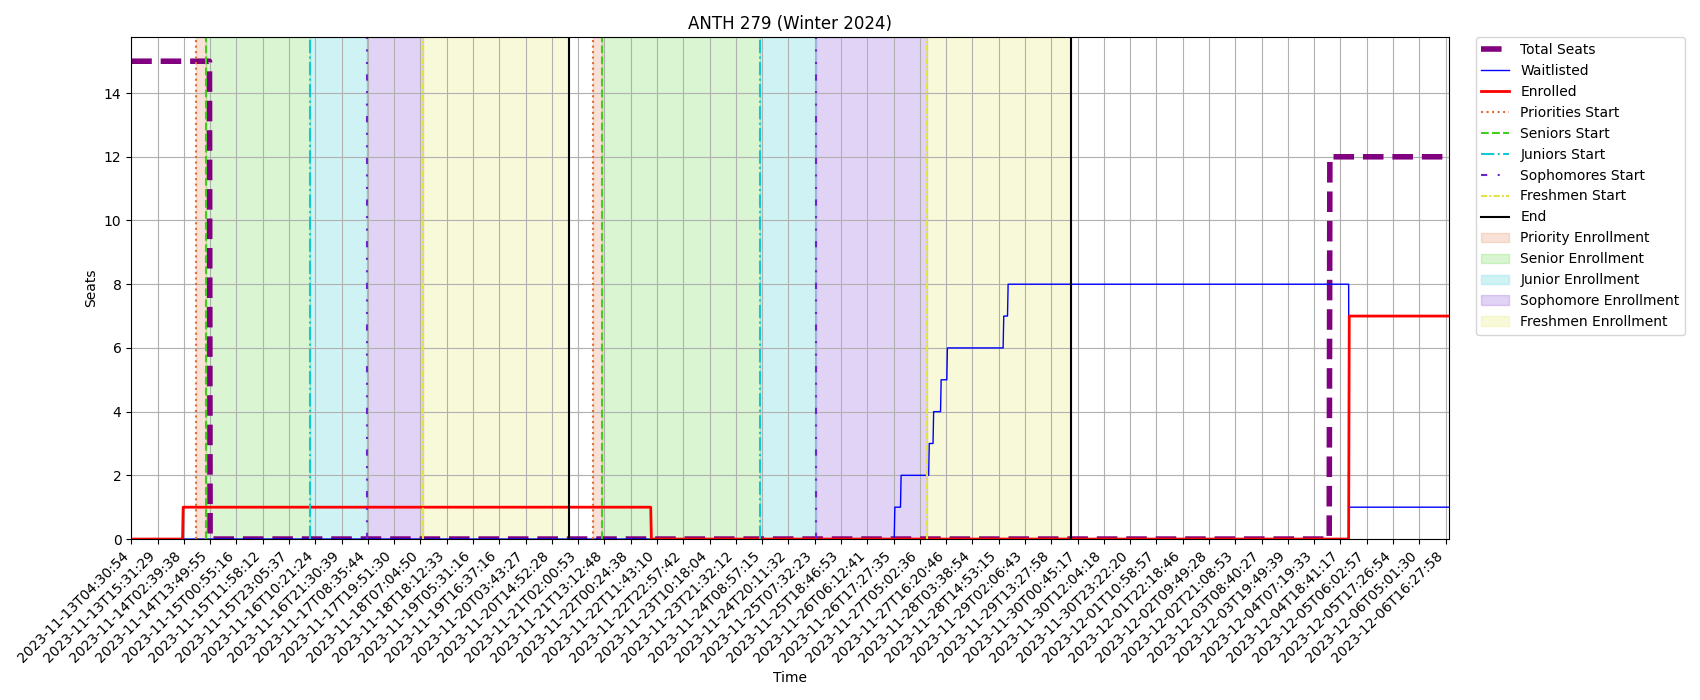 ANTH 279 (Winter 2024)
Total Seats
Waitlisted
Enrolled
Priorities Start
Seniors Start
Juniors Start
Sophomores Start
Freshmen Start
End
Priority Enrollment
Senior Enrollment
Junior Enrollment
Sophomore Enrollment
Freshmen Enrollment
Seats
14
12
10
8
6
4
2
0
2023-11-13T04:30:54
2023-11-13T15:31:29
2023-11-14T02:39:38
2023-11-14T13:49:55
2023-11-15T00:55:16
2023-11-15T11:58:12
2023-11-15T23:05:37
2023-11-16T10:21:24
2023-11-16T21:30:39
2023-11-17T08:35:44
2023-11-17T19:51:30
2023-11-18T07:04:50
2023-11-18T18:12:33
2023-11-19T05:31:16
2023-11-19T16:37:16
2023-11-20T03:43:27
2023-11-20T14:52:28
2023-11-21T02:00:53
2023-11-21T13:12:48
2023-11-22T00:24:38
2023-11-22T11:43:10
2023-11-22T22:57:42
2023-11-23T10:18:04
2023-11-23T21:32:12
2023-11-24T08:57:15
2023-11-24T20:11:32
2023-11-25T07:32:23
2023-11-25T18:46:53
2023-11-26T06:12:41
2023-11-26T17:27:35
2023-11-27T05:02:36
2023-11-27T16:20:46
2023-11-28T03:38:54
2023-11-28T14:53:15
2023-11-29T02:06:43
2023-11-29T13:27:58
2023-11-30T00:45:17
2023-11-30T12:04:18
2023-11-30T23:22:20
2023-12-01T10:58:57
2023-12-01T22:18:46
2023-12-02T09:49:28
2023-12-02T21:08:53
2023-12-03T08:40:27
2023-12-03T19:49:39
2023-12-04T07:19:33
2023-12-04T18:41:17
2023-12-05T06:02:57
2023-12-05T17:26:54
2023-12-06T05:01:30
2023-12-06T16:27:58
Time